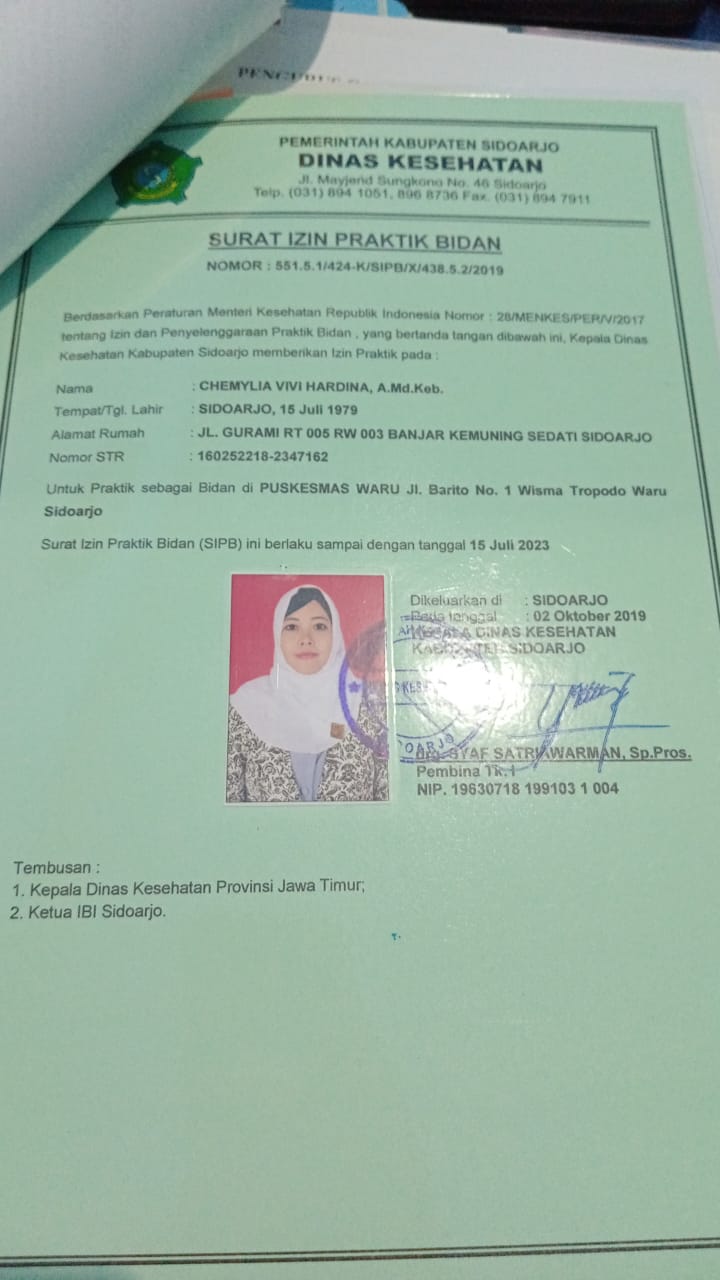 PEMERINTAH KABUPATEN SIDOARJO
DINAS KESEHATAN
Jl. Mayjend Sungkono No. 46 Sidoarjo
Telp. (031) 894 1051, 896 8736 Fax. (031) 894 7911
SURAT IZIN PRAKTIK BIDAN
NOMOR : 551.5.1/424-K/SIPB/X/438.5.2/2019
Berdasarkan Peraturan Menteri Kesehatan Republik Indonesia Nomor : 28/MENKES/PER/V/2017
tentang Izin dan Penyelenggaraan Praktik Bidan , yang bertanda tangan dibawah ini, Kepala Dinas
Kesehatan Kabupaten Sidoarjo memberikan Izin Praktik pada :
Nama : CHEMYLIA VIVI HARDINA, A.Md.Keb.
Tempat/Tgl. Lahir : SIDOARJO, 15 Juli 1979
Alamat Rumah : JL. GURAMI RT 005 RW 003 BANJAR KEMUNING SEDATI SIDOARJO
Nomor STR : 160252218-2347162
Untuk Praktik sebagai Bidan di PUSKESMAS WARU Jl. Barito No. 1 Wisma Tropodo Waru
Sidoarjo
Surat Izin Praktik Bidan (SIPB) ini berlaku sampai dengan tanggal 15 Juli 2023
Dikeluarkan di : SIDOARJO
Pada tanggal : 02 Oktober 2019
KEPALA DINAS KESEHATAN
KABUPATEN SIDOARJO
drg. SYAF SATRIAWARMAN, Sp.Pros.
Pembina Tk.I
NIP. 19630718 199103 1 004
Tembusan :
1. Kepala Dinas Kesehatan Provinsi Jawa Timur;
2. Ketua IBI Sidoarjo.